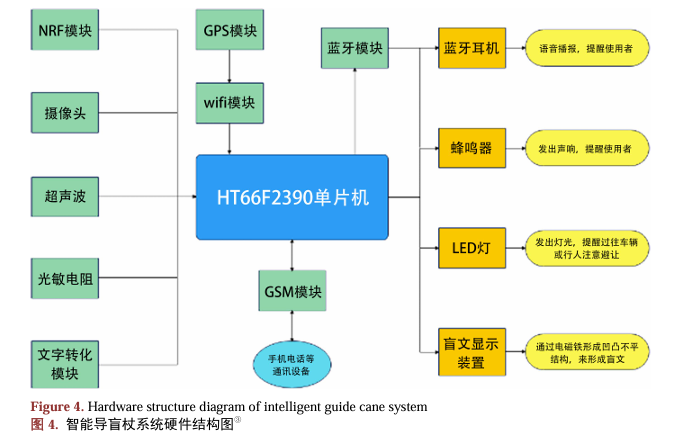 NRF模块
GPS模块
蓝牙模块
蓝牙耳机
语音播报，提醒使用者
摄像头
wifi模块
蜂鸣器
发出声响，提醒使用者
超声波
HT66F2390单片机
光敏电阻
GSM模块
LED灯
发出灯光，提醒过往车辆
或行人注意避让
文字转化
模块
手机电话等
通讯设备
盲文显示
装置
通过电磁铁形成凹凸不平
结构，来形成盲文
Figure 4. Hardware structure diagram of intelligent guide cane system
图 4. 智能导盲杖系统硬件结构图③